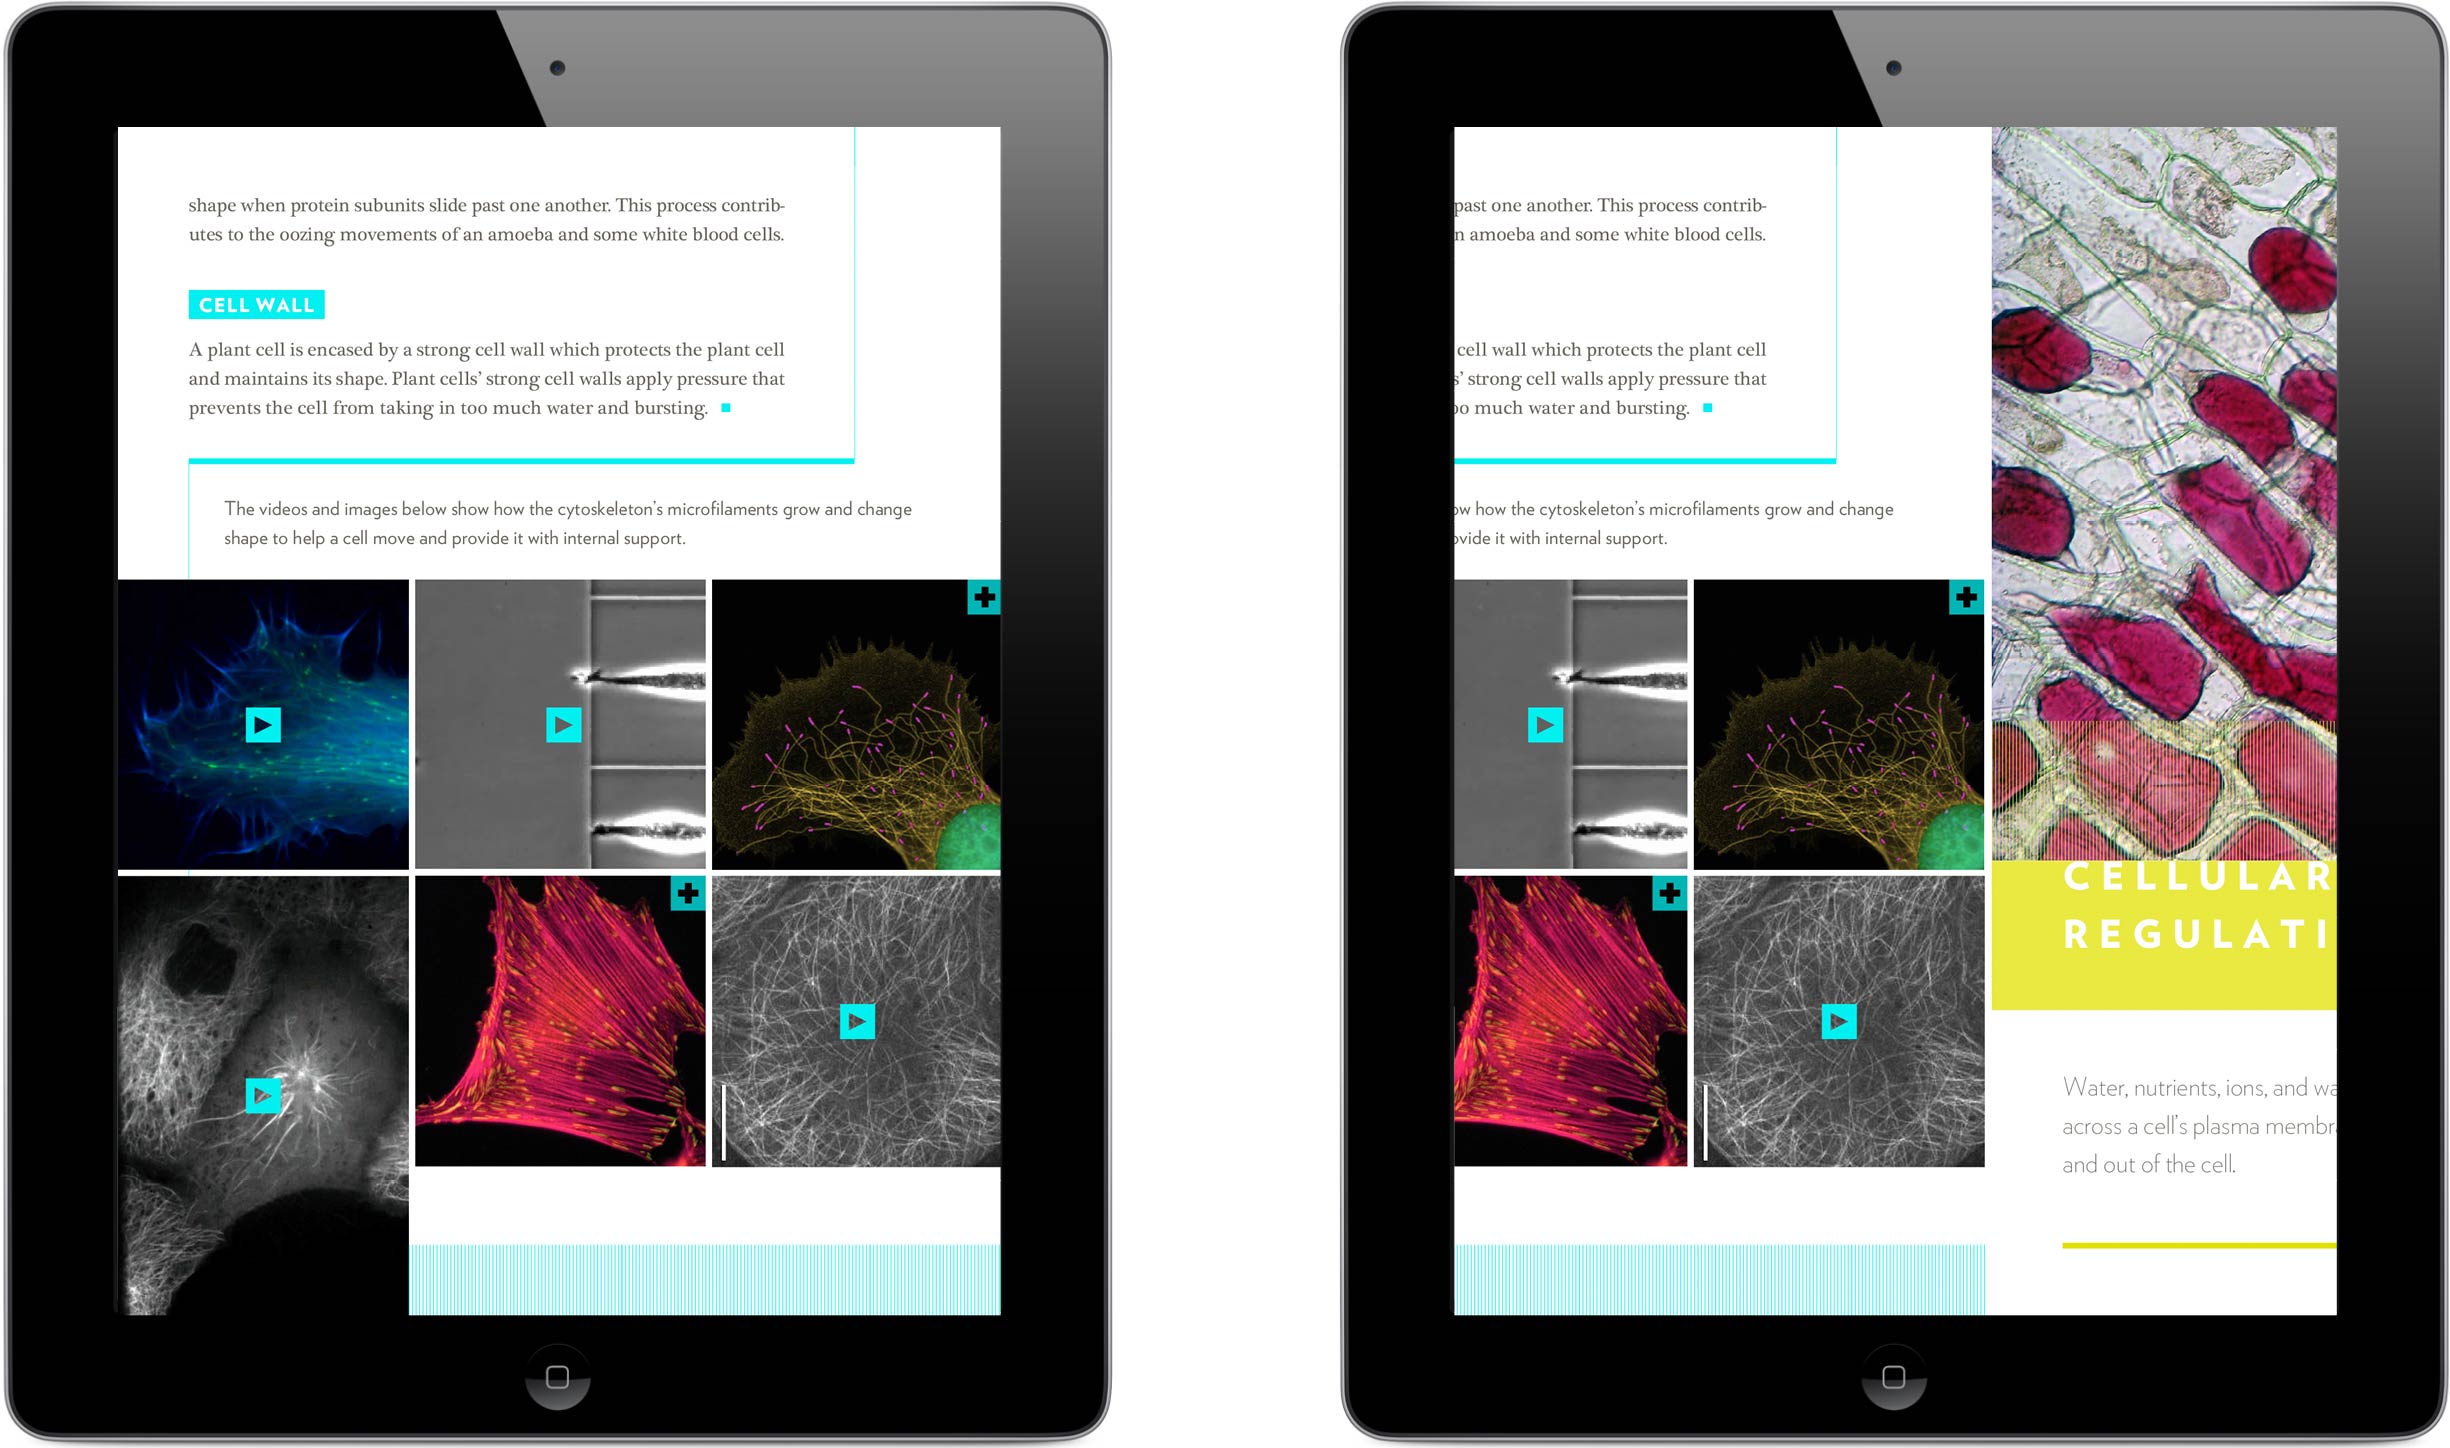 shape when protein subunits slide past one another. This process contrib-
utes to the oozing movements of an amoeba and some white blood cells.
CELL WALL
A plant cell is encased by a strong cell wall which protects the plant cell
and maintains its shape. Plant cells’ strong cell walls apply pressure that
prevents the cell from taking in too much water and bursting.
The videos and images below show how the cytoskeleton’s microfilaments grow and change
shape to help a cell move and provide it with internal support.
past one another. This process contrib-
n amoeba and some white blood cells.
cell wall which protects the plant cell
s’ strong cell walls apply pressure that
oo much water and bursting.
ow how the cytoskeleton’s microfilaments grow and change
ovide it with internal support.
CELLULAR
REGULATI
Water, nutrients, ions, and wa
across a cell’s plasma membr
and out of the cell.